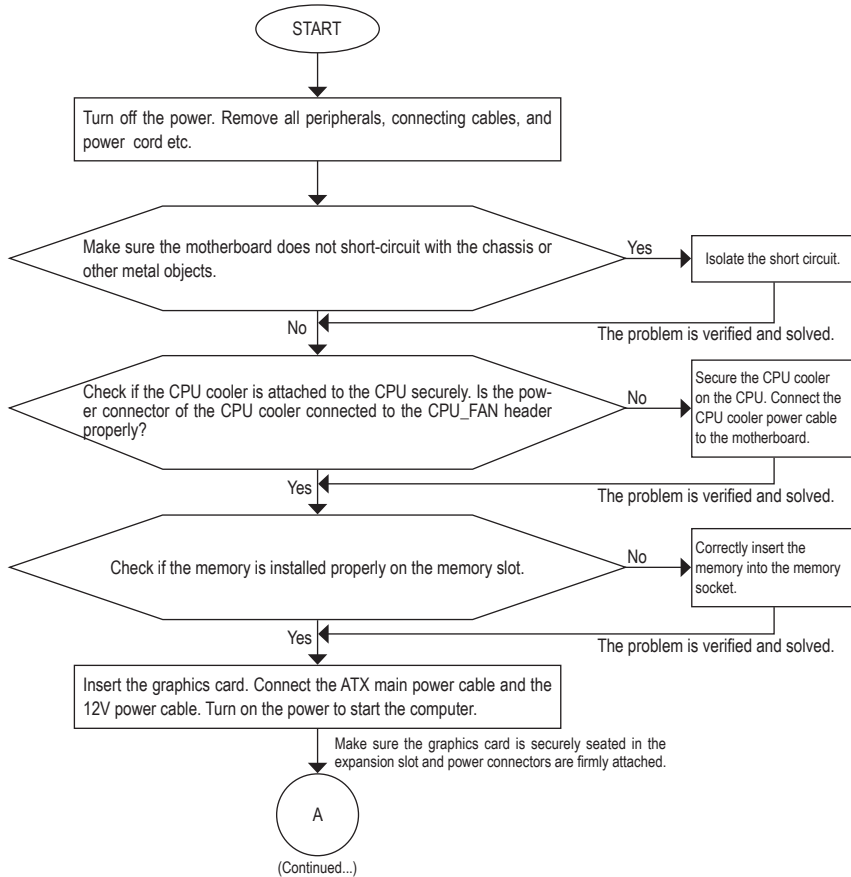 START
Turn off the power. Remove all peripherals, connecting cables, and
power cord etc.
Make sure the motherboard does not short-circuit with the chassis or
other metal objects.
Yes
Isolate the short circuit.
No
The problem is verified and solved.
Check if the CPU cooler is attached to the CPU securely. Is the pow-
er connector of the CPU cooler connected to the CPU_FAN header
properly?
No
Secure the CPU cooler
on the CPU. Connect the
CPU cooler power cable
to the motherboard.
Yes
The problem is verified and solved.
Check if the memory is installed properly on the memory slot.
No
Correctly insert the
memory into the memory
socket.
Yes
The problem is verified and solved.
Insert the graphics card. Connect the ATX main power cable and the
12V power cable. Turn on the power to start the computer.
Make sure the graphics card is securely seated in the
expansion slot and power connectors are firmly attached.
A
(Continued...)